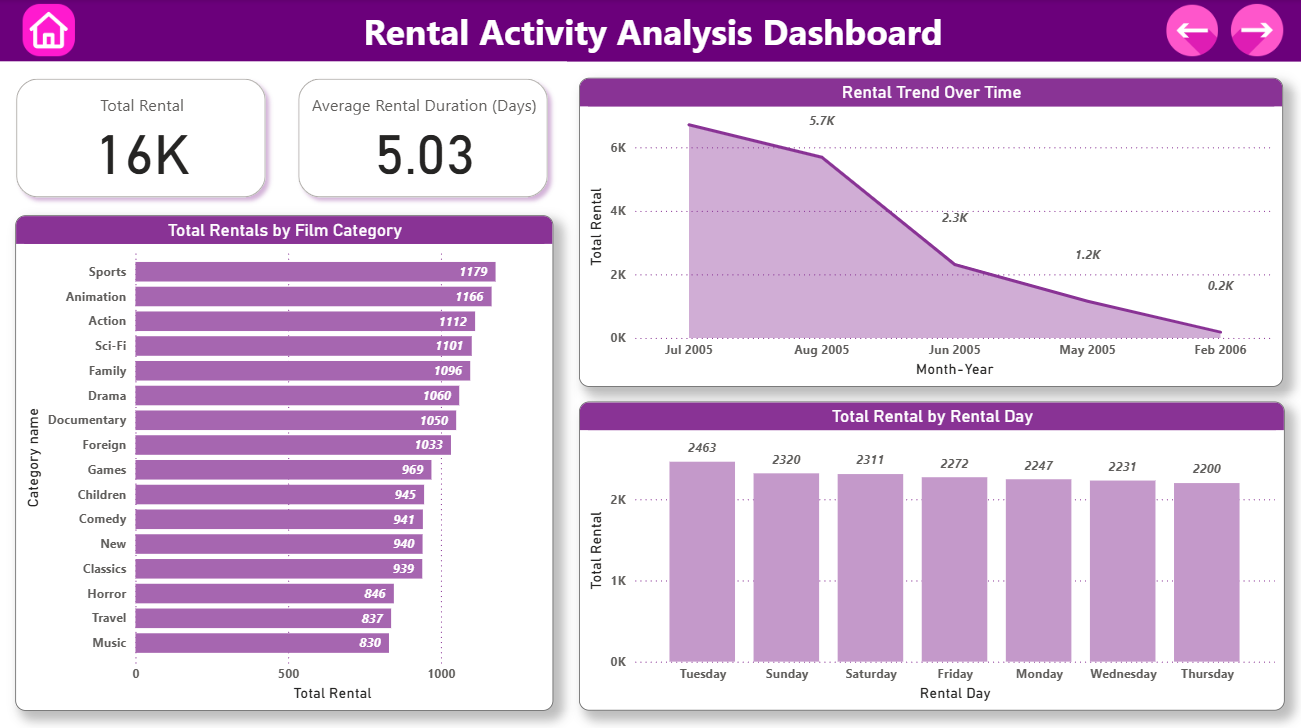 Rental Activity Analysis Dashboard
Total Rental
16K
Average Rental Duration (Days)
5.03
Total Rentals by Film Category
Category name
Sports 1179
Animation 1166
Action 1112
Sci-Fi 1101
Family 1096
Drama 1060
Documentary 1050
Foreign 1033
Games 969
Children 945
Comedy 941
New 940
Classics 939
Horror 846
Travel 837
Music 830
0 500 1000
Total Rental
Rental Trend Over Time
Total Rental
6K
4K
2K
0K
5.7K
2.3K
1.2K
0.2K
Jul 2005 Aug 2005 Jun 2005 May 2005 Feb 2006
Month-Year
Total Rental by Rental Day
Total Rental
2K
1K
0K
2463 2320 2311 2272 2247 2231 2200
Tuesday Sunday Saturday Friday Monday Wednesday Thursday
Rental Day